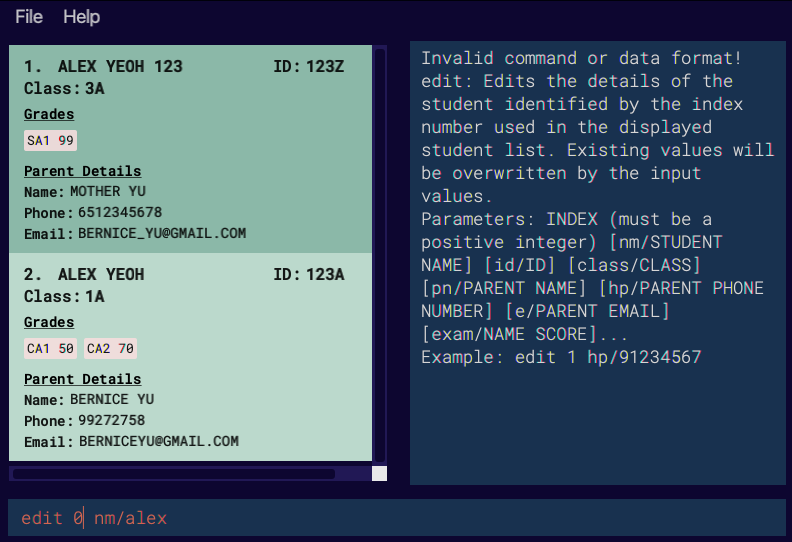 File Help
1. ALEX YEOH 123 ID: 123Z
Class: 3A
Grades
SA1 99
Parent Details
Name: MOTHER YU
Phone: 6512345678
Email: BERNICE_YU@GMAIL.COM
2. ALEX YEOH ID: 123A
Class: 1A
Grades
CA1 50 CA2 70
Parent Details
Name: BERNICE YU
Phone: 99272758
Email: BERNICEYU@GMAIL.COM
Invalid command or data format!
edit: Edits the details of the
student identified by the index
number used in the displayed
student list. Existing values will
be overwritten by the input
values.
Parameters: INDEX (must be a
positive integer) [nm/STUDENT
NAME] [id/ID] [class/CLASS]
[pn/PARENT NAME] [hp/PARENT PHONE
NUMBER] [e/PARENT EMAIL]
[exam/NAME SCORE]...
Example: edit 1 hp/91234567
edit 0 nm/alex